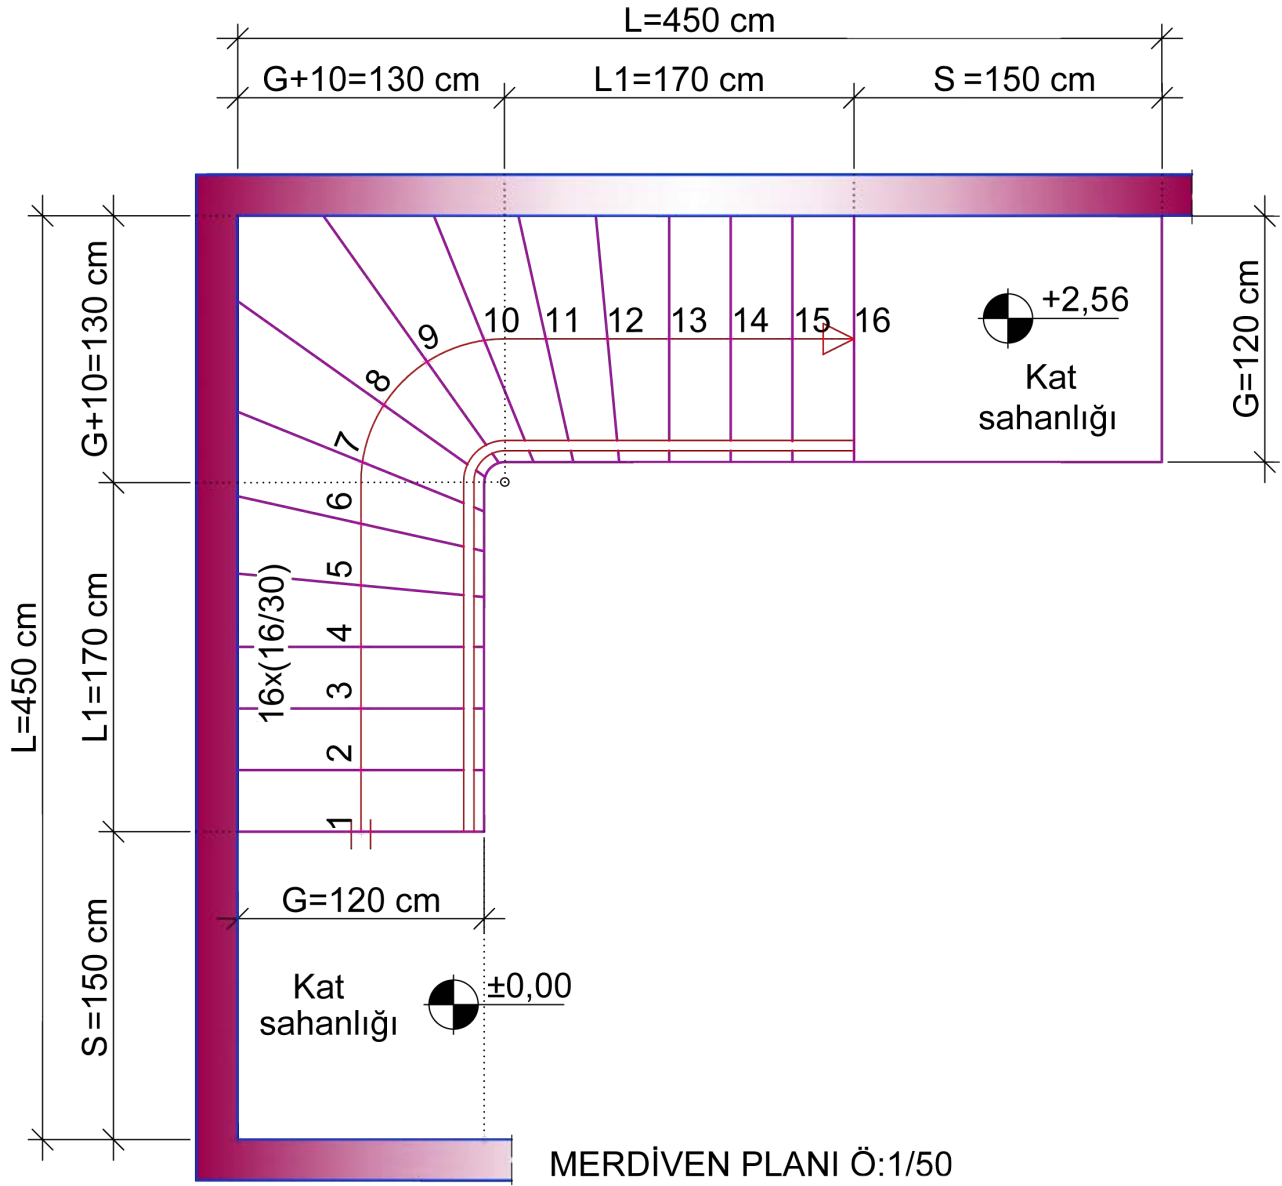 L=450 cm
G+10=130 cm
L1=170 cm
S =150 cm
G+10=130 cm
L=450 cm
L1=170 cm
S =150 cm
G=120 cm
+2,56
Kat
sahanlığı
10
11
12
13
14
15
16
9
8
7
6
5
4
3
2
1
16x(16/30)
G=120 cm
Kat
sahanlığı
±0,00
MERDİVEN PLANI Ö:1/50